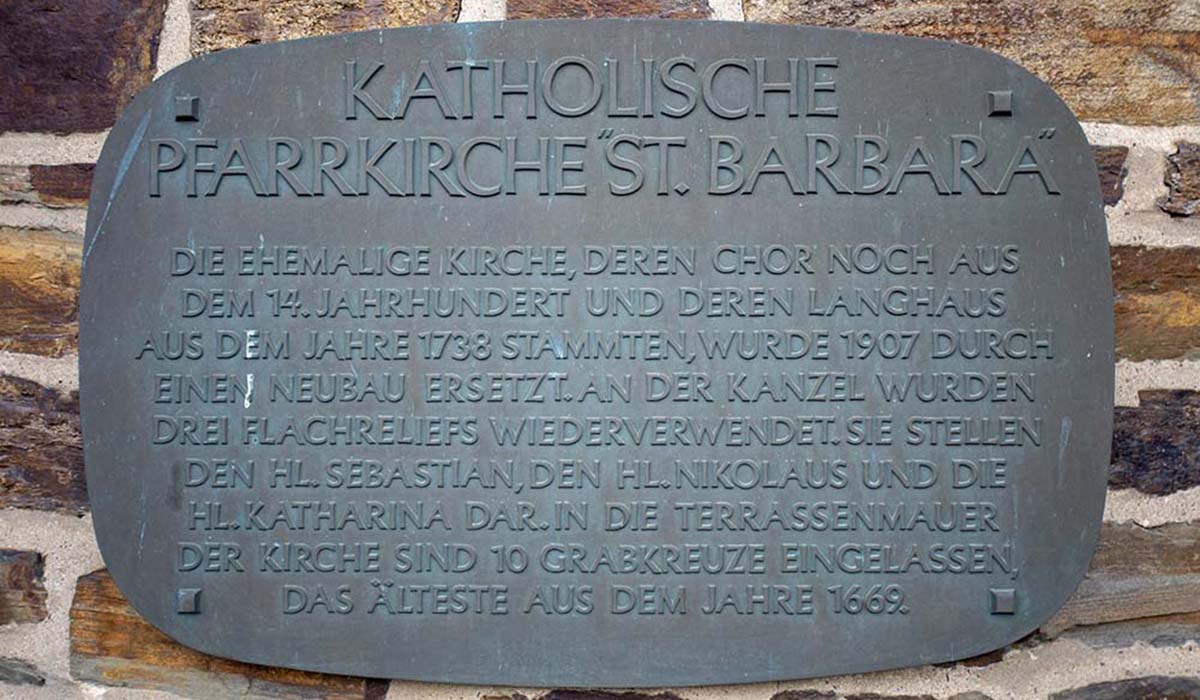 KATHOLISCHE
PFARRKIRCHE "ST. BARBARA"
DIE EHEMALIGE KIRCHE, DEREN CHOR NOCH AUS
DEM 14. JAHRHUNDERT UND DEREN LANGHAUS
AUS DEM JAHRE 1738 STAMMTEN, WURDE 1907 DURCH
EINEN NEUBAU ERSETZT. AN DER KANZEL WURDEN
DREI FLACHRELIEFS WIEDERVERWENDET. SIE STELLEN
DEN HL. SEBASTIAN, DEN HL. NIKOLAUS UND DIE
HL. KATHARINA DAR. IN DIE TERRASSENMAUER
DER KIRCHE SIND 10 GRABKREUZE EINGELASSEN,
DAS ÄLTESTE AUS DEM JAHRE 1669.